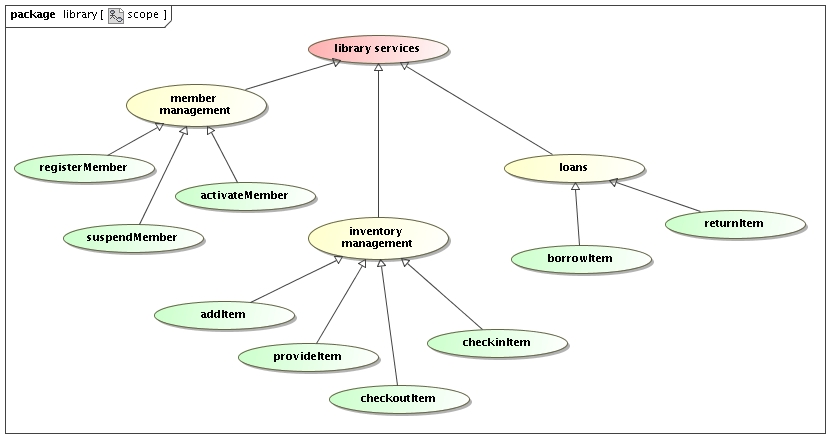 package library [ scope ]
library services
member
management
registerMember
activateMember
suspendMember
loans
returnItem
borrowItem
inventory
management
addItem
provideItem
checkinItem
checkoutItem